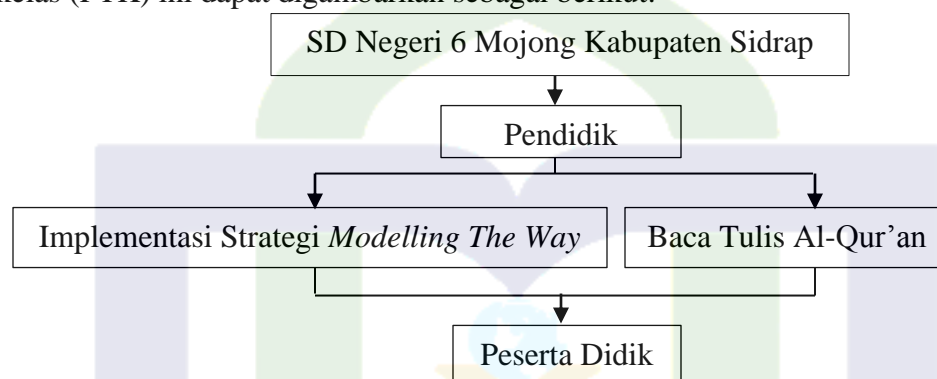 kelas (PTK) ini dapat digambarkan sebagai berikut:
SD Negeri 6 Mojong Kabupaten Sidrap
Pendidik
Implementasi Strategi Modelling The Way
Baca Tulis Al-Qur’an
Peserta Didik